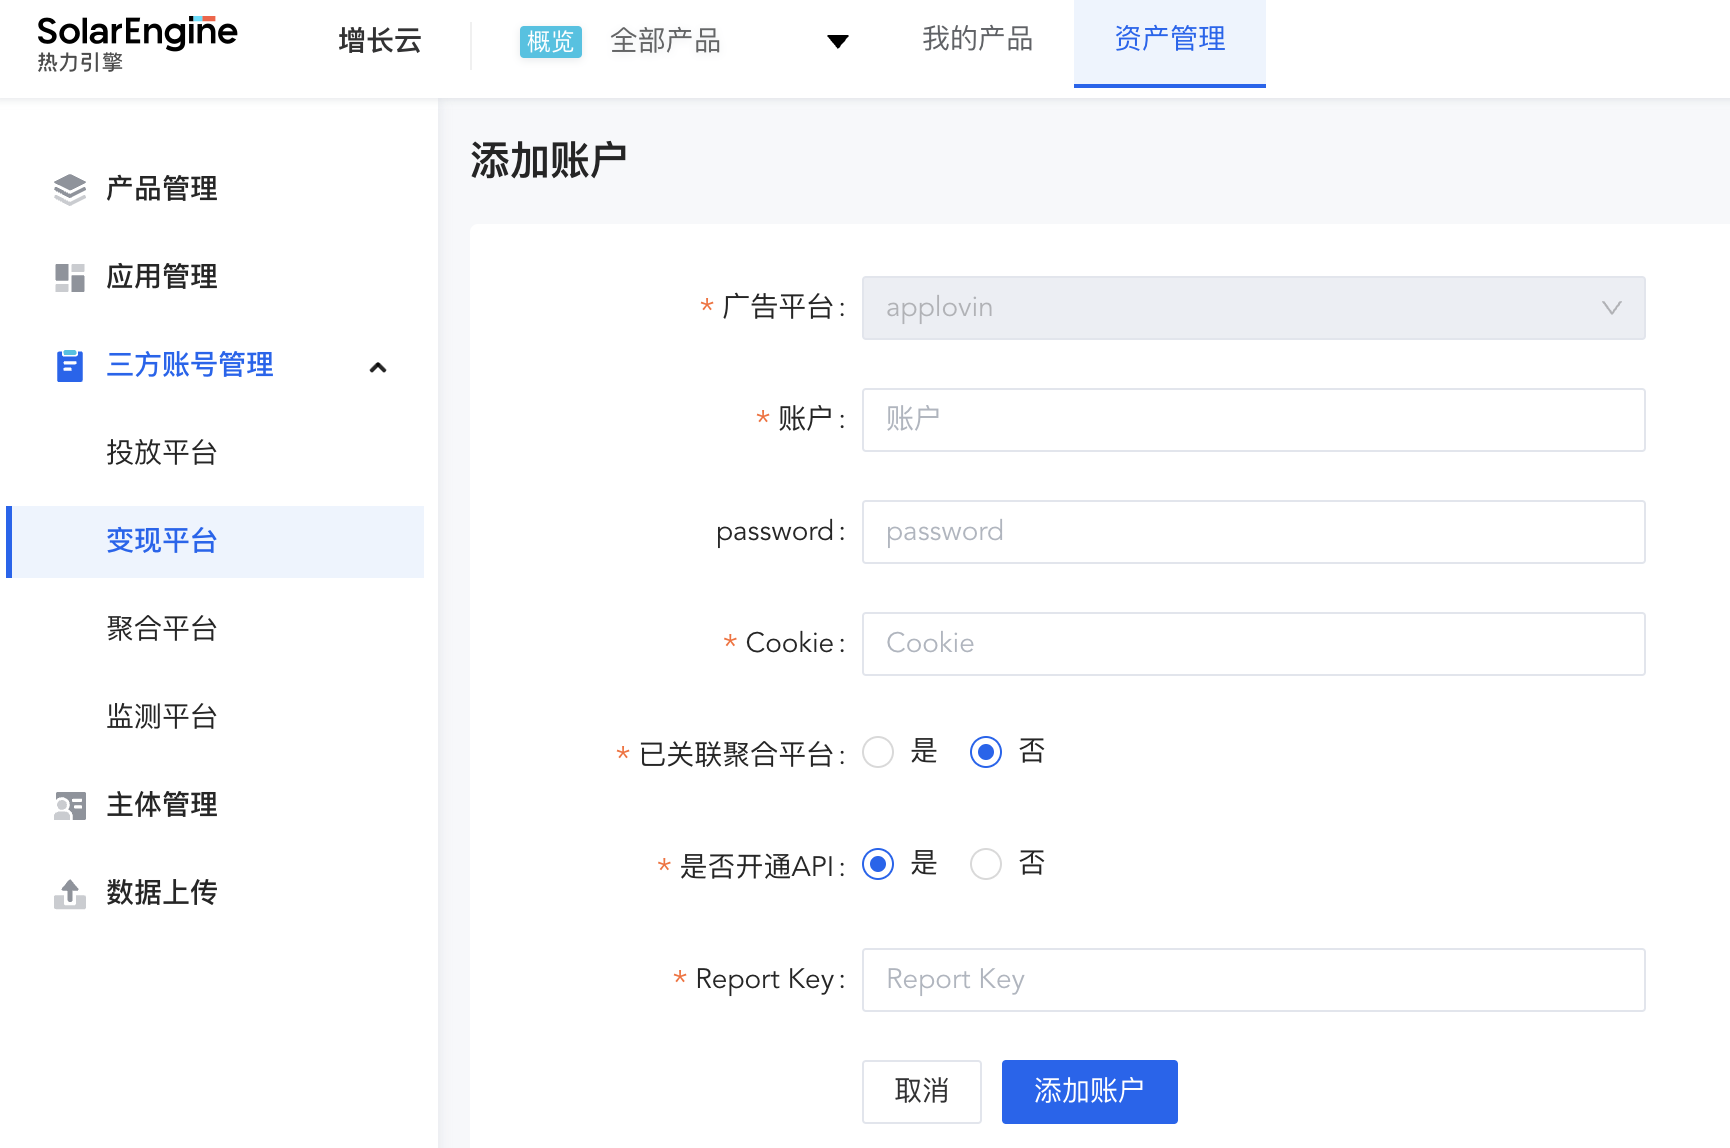 SolarEngine
热力引擎
增长云
概览 全部产品
我的产品
资产管理
产品管理
应用管理
三方账号管理
投放平台
变现平台
聚合平台
监测平台
主体管理
数据上传
添加账户
* 广告平台: applovin
* 账户: 账户
password: password
* Cookie: Cookie
* 已关联聚合平台: 是 否
* 是否开通API: 是 否
* Report Key: Report Key
取消 添加账户